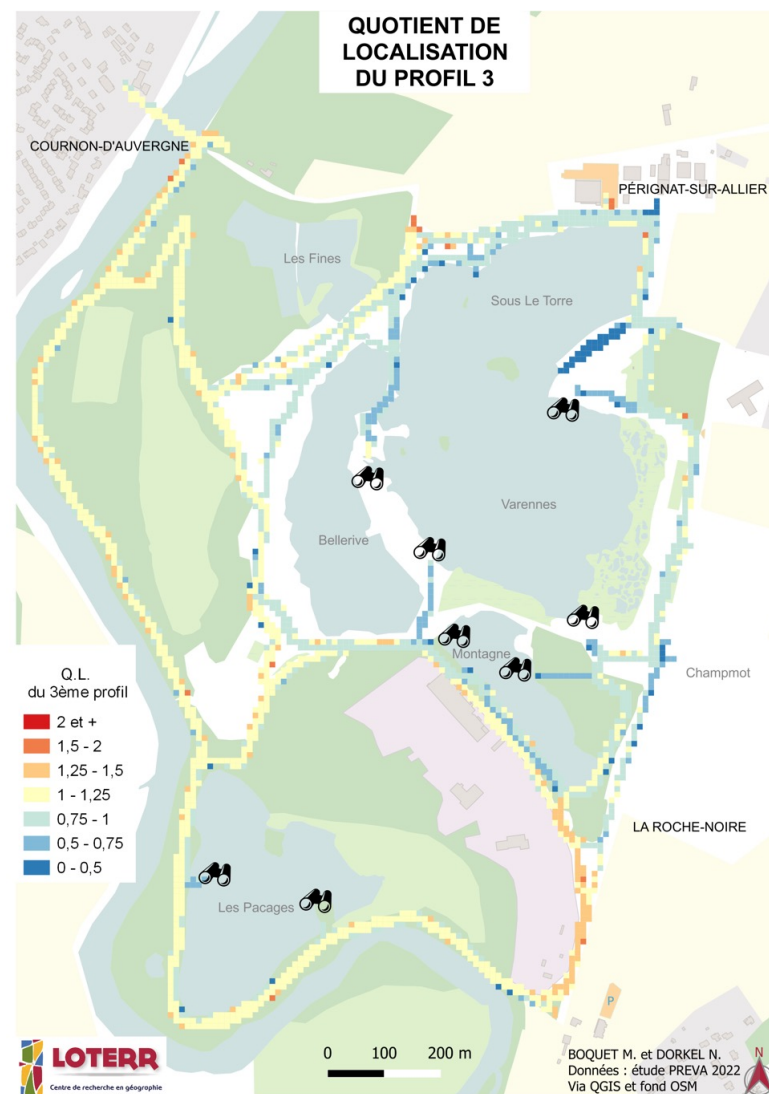 QUOTIENT DE
LOCALISATION
DU PROFIL 3
COURNON-D'AUVERGNE
PÉRIGNAT-SUR-ALLIER
Les Fines
Sous Le Torre
Varennes
Bellerive
Montagne
Champmot
Q.L.
du 3ème profil
2 et +
1,5 - 2
1,25 - 1,5
1 - 1,25
0,75 - 1
0,5 - 0,75
0 - 0,5
LA ROCHE-NOIRE
Les Pacages
P
LOTERR
Centre de recherche en géographie
0 100 200 m
BOQUET M. et DORKEL N.
Données : étude PREVA 2022
Via QGIS et fond OSM
N